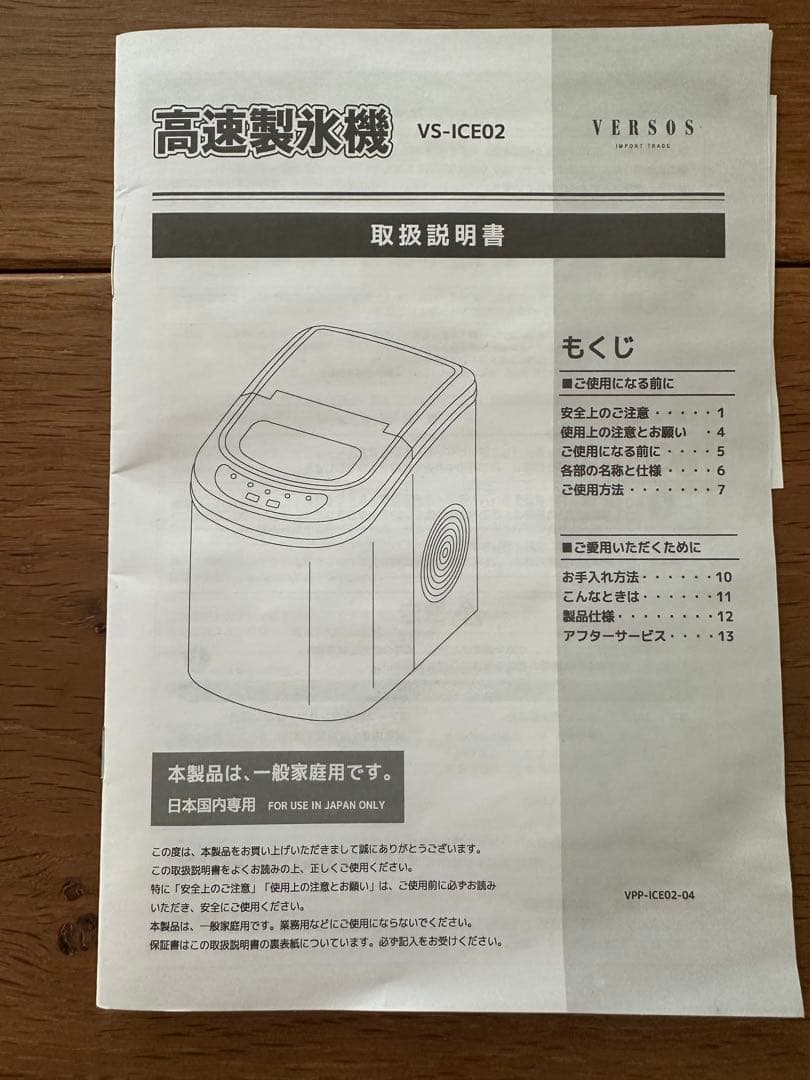 高速製氷機 VS-ICE02
VERSOS
IMPORT TRADE
取扱説明書
もくじ
■ご使用になる前に
安全上のご注意・・・・・1
使用上の注意とお願い ・4
ご使用になる前に・・・・5
各部の名称と仕様・・・・6
ご使用方法・・・・・・・7
■ご愛用いただくために
お手入れ方法・・・・・・10
こんなときは・・・・・・11
製品仕様・・・・・・・・12
アフターサービス・・・・13
本製品は、一般家庭用です。
日本国内専用 FOR USE IN JAPAN ONLY
この度は、本製品をお買い上げいただきまして誠にありがとうございます。
この取扱説明書をよくお読みの上、正しくご使用ください。
特に「安全上のご注意」「使用上の注意とお願い」は、ご使用前に必ずお読み
いただき、安全にご使用ください。
本製品は、一般家庭用です。業務用などにご使用にならないでください。
保証書はこの取扱説明書の裏表紙についています。必ず記入をお受けください。
VPP-ICE02-04